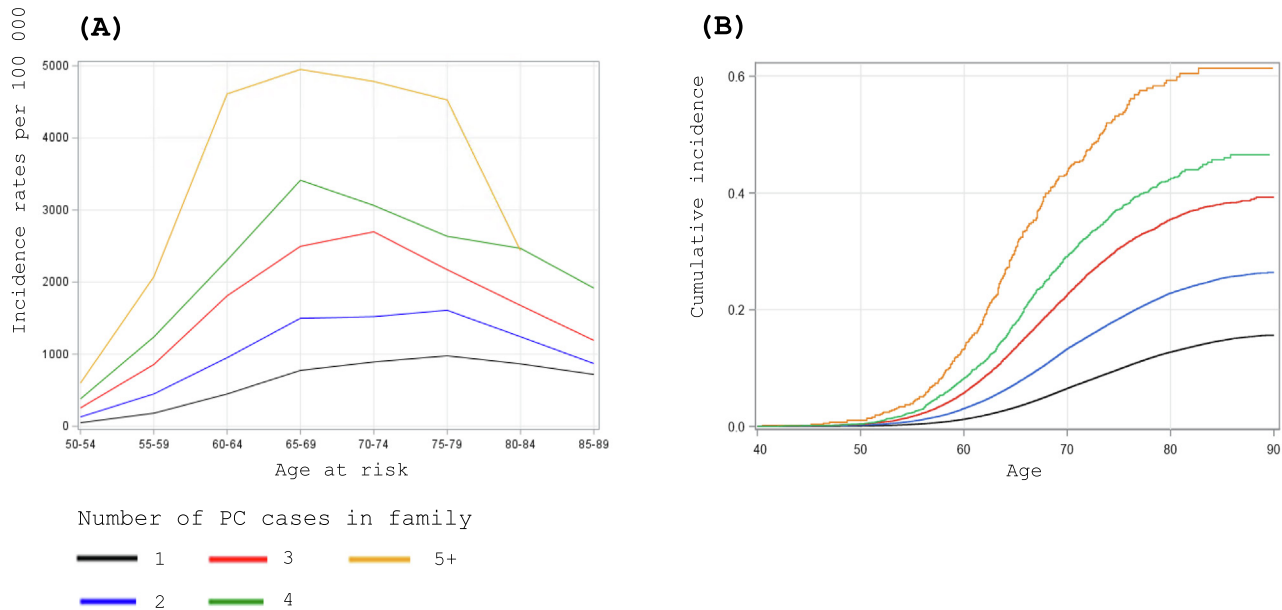 (A)
Incidence rates per 100 000
5000
4000
3000
2000
1000
0
50-54 55-59 60-64 65-69 70-74 75-79 80-84 85-89
Age at risk
(B)
Cumulative incidence
0.6
0.4
0.2
0.0
40 50 60 70 80 90
Age
Number of PC cases in family
1 3 5+
2 4